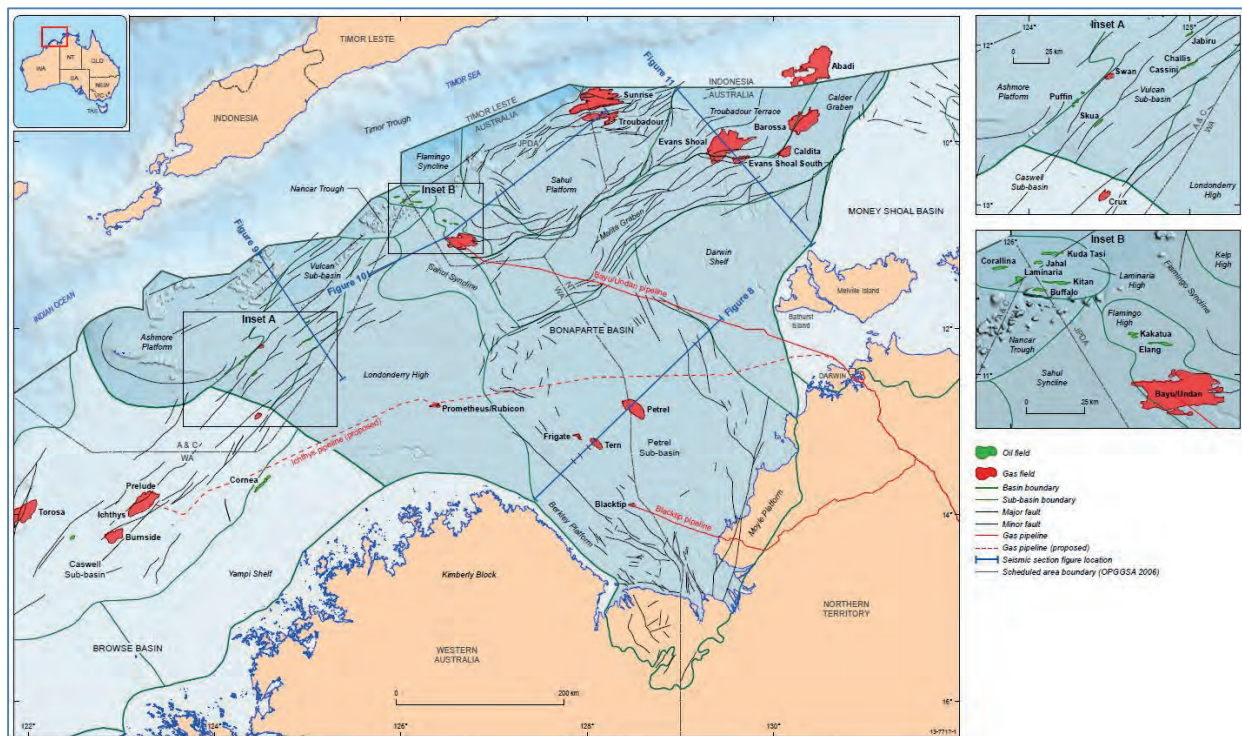 TIMOR LESTE
TIMOR SEA
INDONESIA
Timor Trough
TIMOR LESTE
AUSTRALIA
INDONESIA
AUSTRALIA
WA
NT
SA
QLD
NSW
VIC
TAS
Abadi
Figure 11
Sunrise
Troubadour
Troubadour Terrace
Calder
Graben
Barossa
Evans Shoal
Caldita
Evans Shoal South
JPDA
Flamingo
Syncline
Sahul
Platform
Nancar Trough
Inset B
Malita Graben
MONEY SHOAL BASIN
Darwin
Shelf
Figure 9
Vulcan
Sub-basin
Figure 10
Sahul Syncline
NT
WA
Bayu/Undan pipeline
Figure 8
Melville Island
Bathurst
Island
INDIAN OCEAN
Inset A
Ashmore
Platform
BONAPARTE BASIN
Londonderry High
DARWIN
Prometheus/Rubicon
Petrel
Frigate
Tern
Petrel
Sub-basin
A & C
WA
Ichthys pipeline (proposed)
Cornea
Prelude
Torosa
Ichthys
Burnside
Blacktip
Blacktip pipeline
Moyle Platform
Berkley Platform
Caswell
Sub-basin
Yampi Shelf
Kimberly Block
NORTHERN
TERRITORY
BROWSE BASIN
WESTERN
AUSTRALIA
0 200 km
10°
12°
14°
16°
122° 124° 126° 128° 130°
13-7717-1
Inset A
124° 125°
12°
0 25 km
Jabiru
Challis
Cassini
Swan
Ashmore
Platform
Puffin
Vulcan
Sub-basin
Skua
A & C
WA
Caswell
Sub-basin
Londonderry
High
13°
Crux
Inset B
126°
Kuda Tasi
Corallina
Jahal
Laminaria
Laminaria
High
Kitan
Buffalo
Flamingo Syncline
Kelp
High
A & C
JPDA
Flamingo
High
Nancar
Trough
Kakatua
Elang
Sahul
Syncline
11°
Bayu/Undan
0 25 km
Oil field
Gas field
Basin boundary
Sub-basin boundary
Major fault
Minor fault
Gas pipeline
Gas pipeline (proposed)
Seismic section figure location
Scheduled area boundary (OPGGSA 2006)